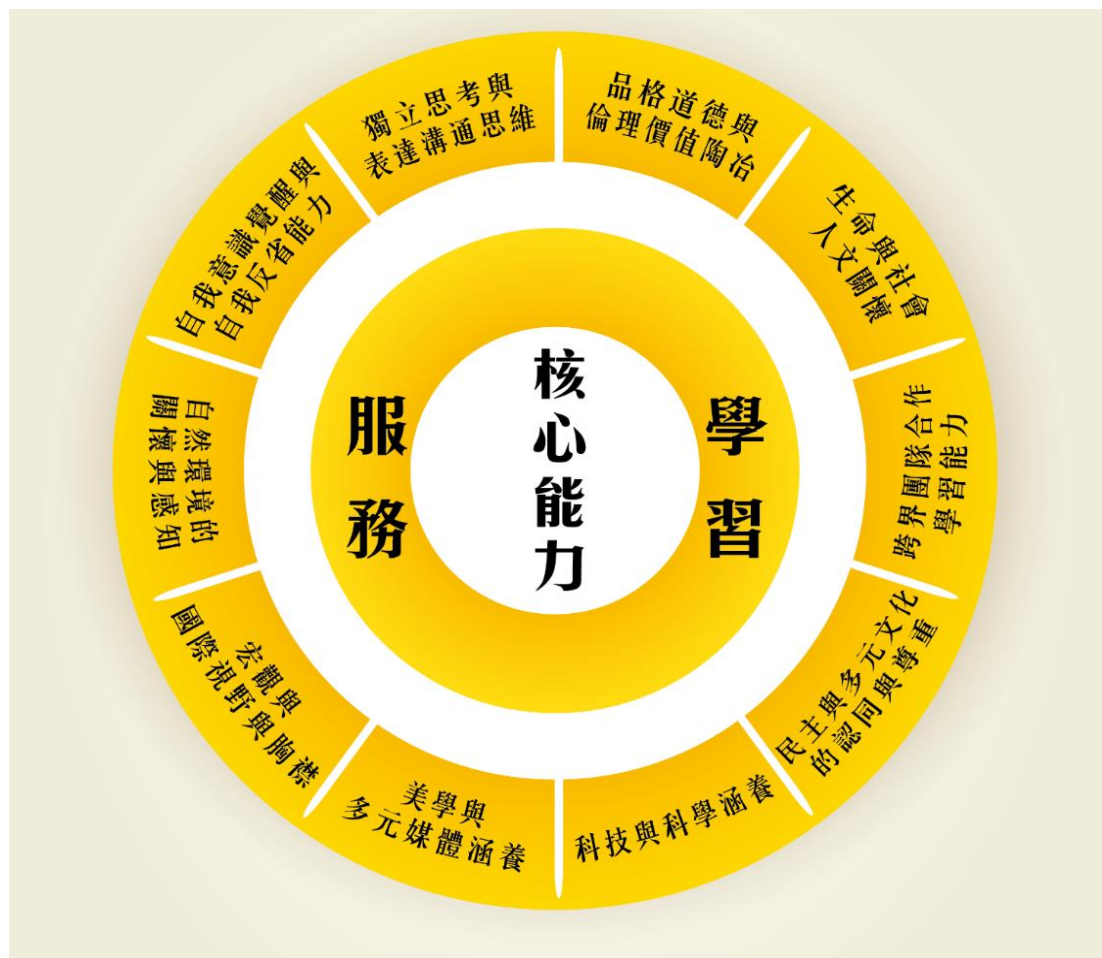 核心能力
服務
學習
品格道德與
倫理價值陶冶
生命與社會
人文關懷
跨界團隊合作
學習能力
民主與多元文化
的認同與尊重
科技與科學涵養
美學與
多元媒體涵養
宏觀與
國際視野與胸襟
自然環境的
關懷與感知
自我意識覺醒與
自我反省能力
獨立思考與
表達溝通思維